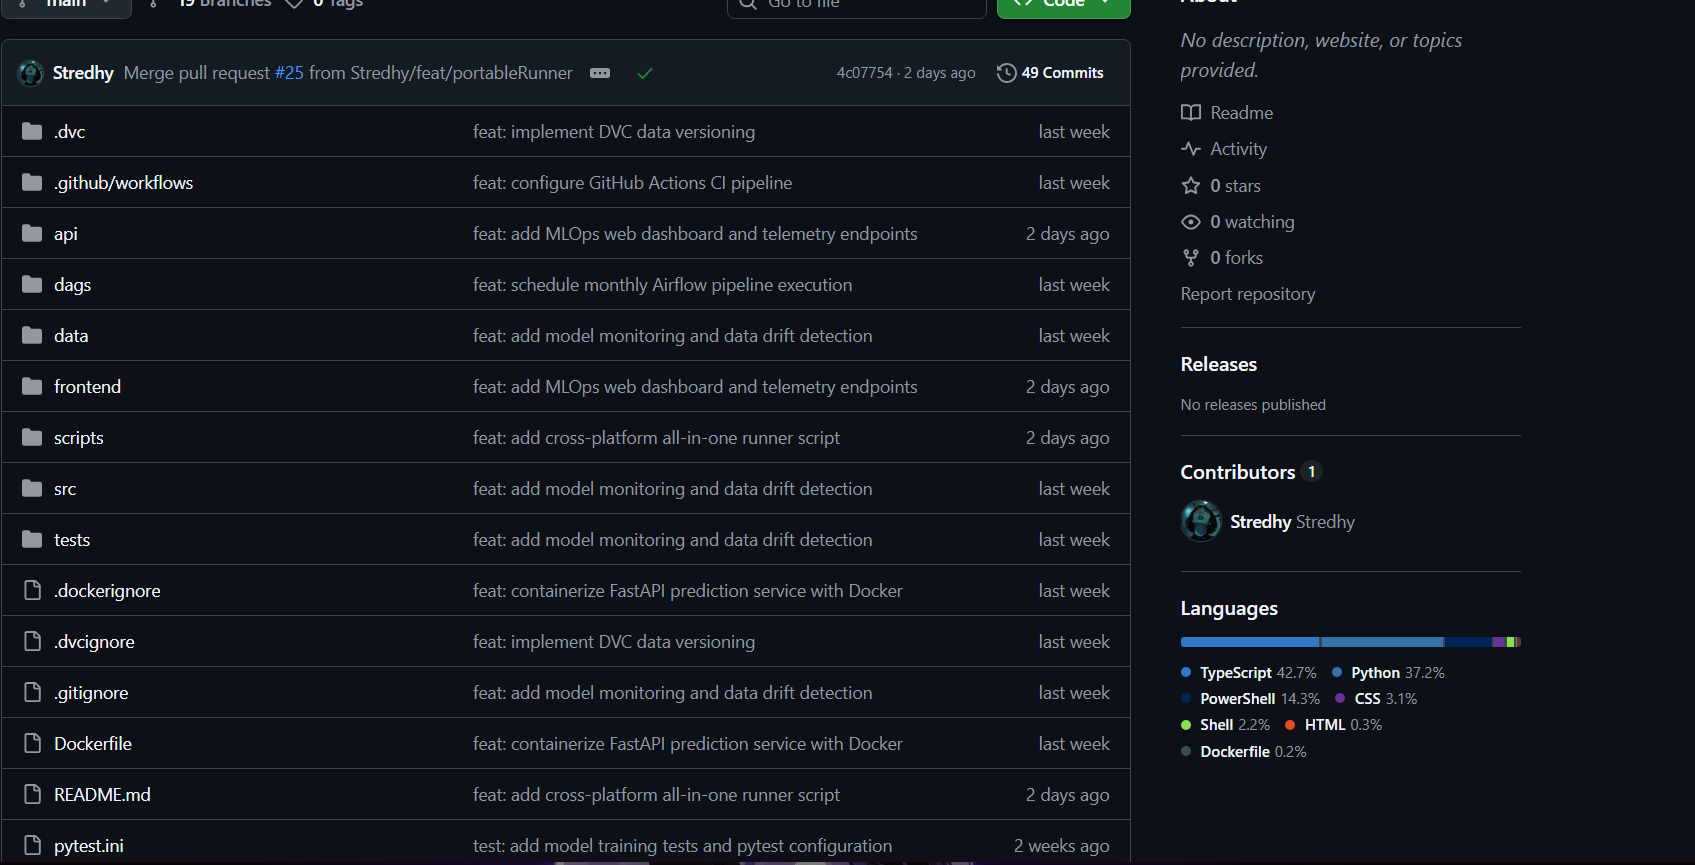 main 19 Branches 0 Tags Go to file Code
Stredhy Merge pull request #25 from Stredhy/feat/portableRunner 4c07754 · 2 days ago 49 Commits
.dvc feat: implement DVC data versioning last week
.github/workflows feat: configure GitHub Actions CI pipeline last week
api feat: add MLOps web dashboard and telemetry endpoints 2 days ago
dags feat: schedule monthly Airflow pipeline execution last week
data feat: add model monitoring and data drift detection last week
frontend feat: add MLOps web dashboard and telemetry endpoints 2 days ago
scripts feat: add cross-platform all-in-one runner script 2 days ago
src feat: add model monitoring and data drift detection last week
tests feat: add model monitoring and data drift detection last week
.dockerignore feat: containerize FastAPI prediction service with Docker last week
.dvcignore feat: implement DVC data versioning last week
.gitignore feat: add model monitoring and data drift detection last week
Dockerfile feat: containerize FastAPI prediction service with Docker last week
README.md feat: add cross-platform all-in-one runner script 2 days ago
pytest.ini test: add model training tests and pytest configuration 2 weeks ago
About
No description, website, or topics
provided.
Readme
Activity
0 stars
0 watching
0 forks
Report repository
Releases
No releases published
Contributors 1
Stredhy Stredhy
Languages
TypeScript 42.7% Python 37.2%
PowerShell 14.3% CSS 3.1%
Shell 2.2% HTML 0.3%
Dockerfile 0.2%